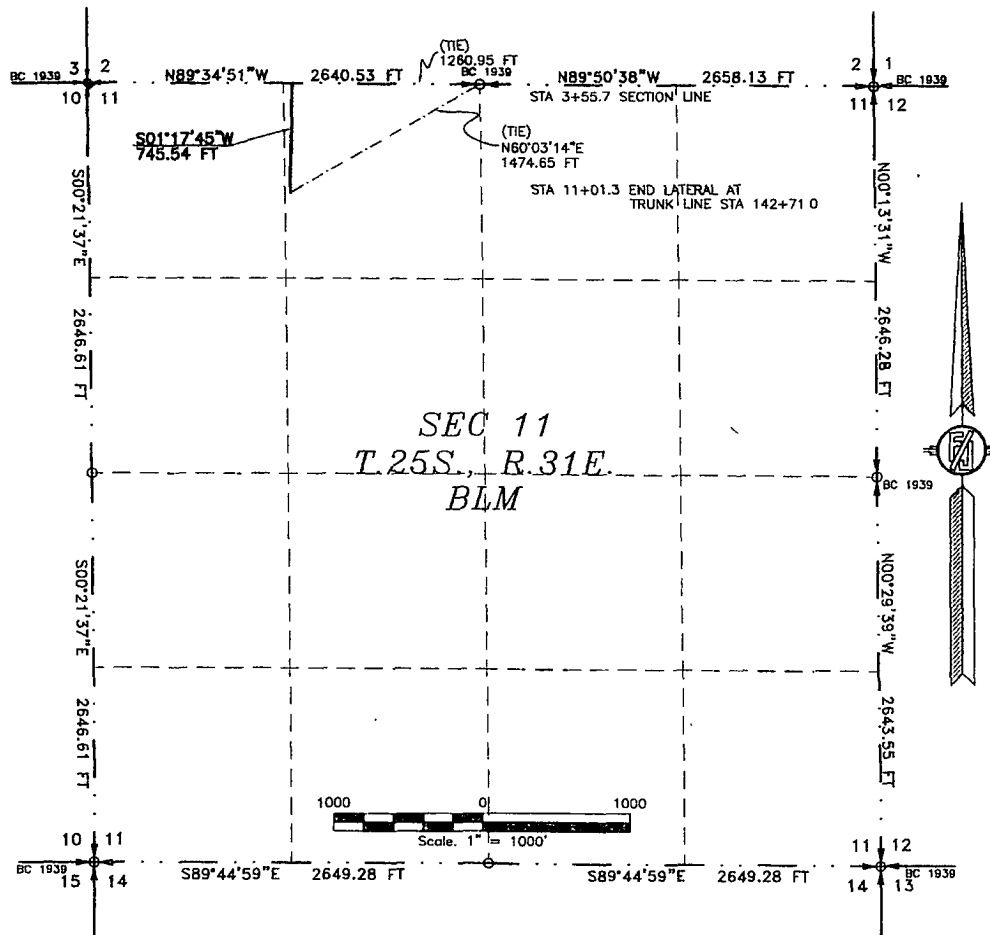 (TIE)
1260.95 FT
BC 1939
3 2
BC 1939
10 11
N89°34'51"W 2640.53 FT
N89°50'38"W 2658.13 FT
2 1
BC 1939
11 12
STA 3+55.7 SECTION LINE
S01°17'45"W
745.54 FT
(TIE)
N60°03'14"E
1474.65 FT
STA 11+01.3 END LATERAL AT
TRUNK LINE STA 142+71 0
S00°21'37"E 2646.61 FT
N00°13'31"W 2646.28 FT
SEC 11
T.25S., R.31E.
BLM
BC 1939
S00°21'37"E 2646.61 FT
N00°29'39"W 2643.55 FT
1000 0 1000
Scale. 1" = 1000'
10 11
BC 1939
15 14
S89°44'59"E 2649.28 FT
S89°44'59"E 2649.28 FT
11 12
BC 1939
14 13